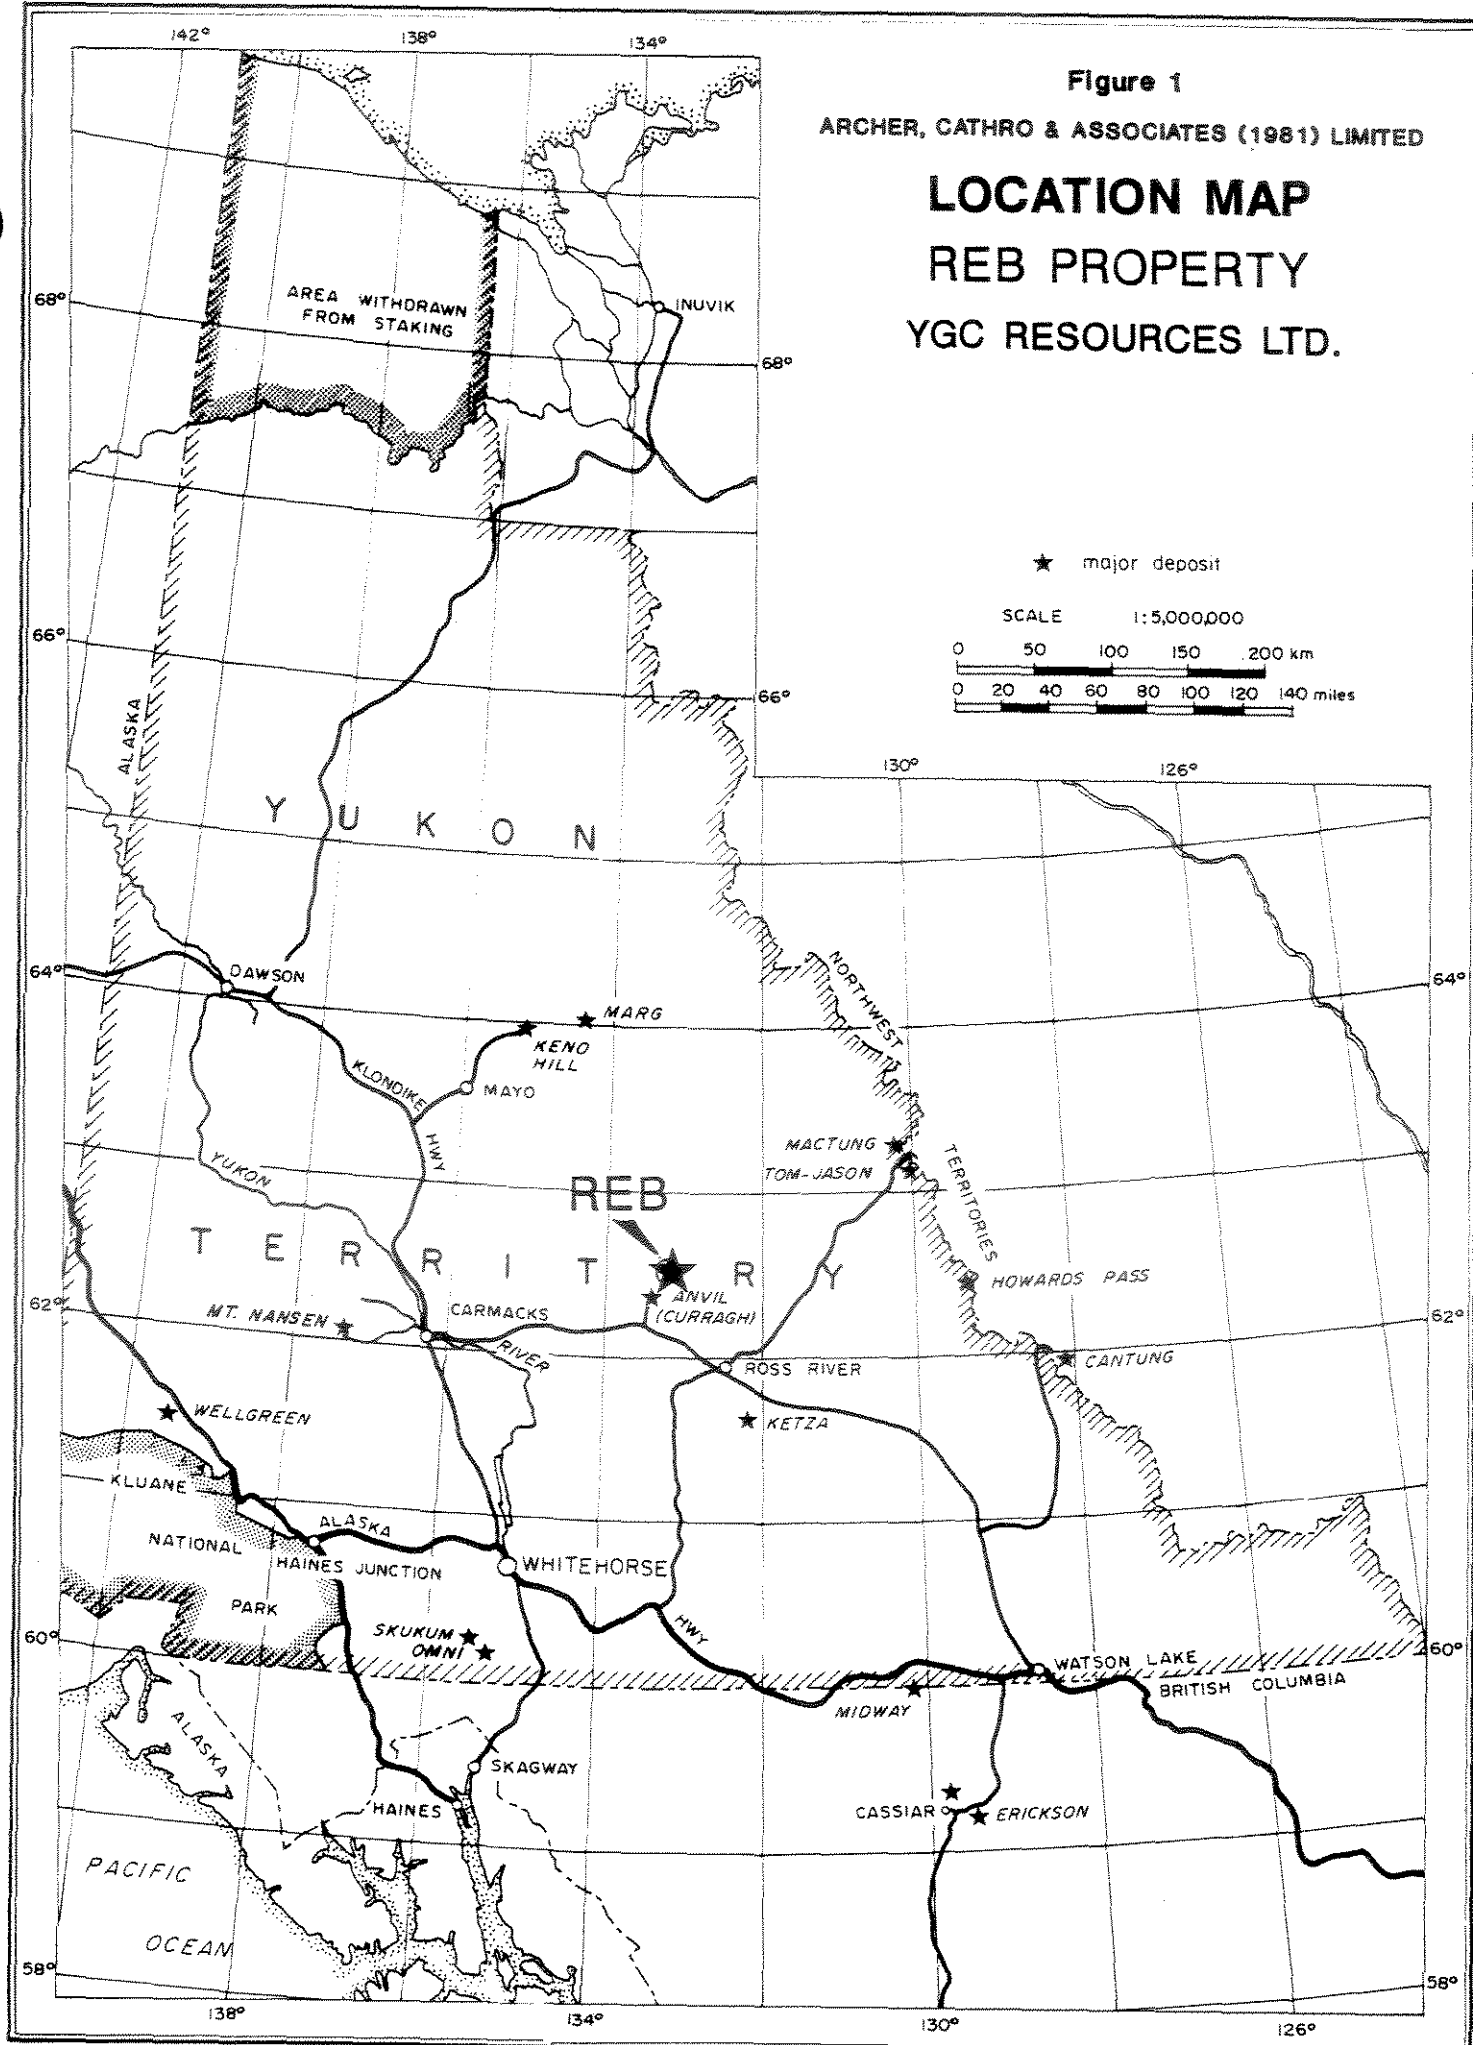 142°
138°
134°
Figure 1
ARCHER, CATHRO & ASSOCIATES (1981) LIMITED
LOCATION MAP
REB PROPERTY
YGC RESOURCES LTD.
68°
AREA WITHDRAWN
FROM STAKING
INUVIK
68°
★ major deposit
SCALE 1:5,000,000
0 50 100 150 200 km
0 20 40 60 80 100 120 140 miles
66°
66°
ALASKA
130°
126°
YUKON
64°
DAWSON
NORTHWEST
64°
MARG
KENO
HILL
KLONDIKE
MAYO
HWY
MACTUNG
TOM-JASON
TERRITORIES
YUKON
REB
TERRITORY
HOWARDS PASS
62°
MT. NANSEN
CARMACKS
ANVIL
(CURRAGH)
62°
RIVER
ROSS RIVER
CANTUNG
WELLGREEN
KETZA
KLUANE
ALASKA
NATIONAL
HAINES JUNCTION
WHITEHORSE
PARK
SKUKUM
OMNI
HWY
60°
WATSON LAKE
60°
BRITISH COLUMBIA
MIDWAY
ALASKA
SKAGWAY
HAINES
CASSIAR
ERICKSON
PACIFIC
OCEAN
58°
58°
138°
134°
130°
126°